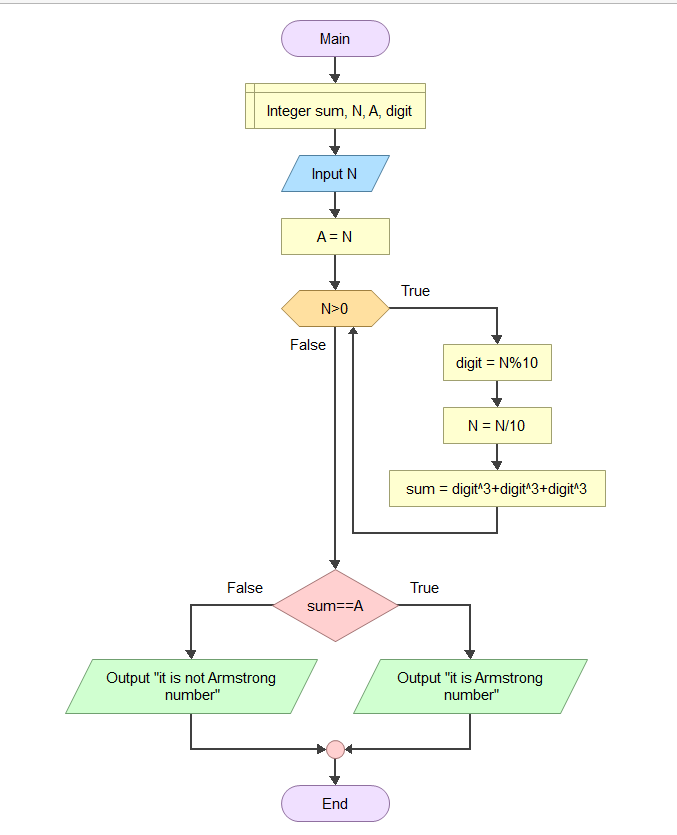 Main
Integer sum, N, A, digit
Input N
A = N
N>0
True
False
digit = N%10
N = N/10
sum = digit^3+digit^3+digit^3
False
True
sum==A
Output "it is not Armstrong
number"
Output "it is Armstrong
number"
End